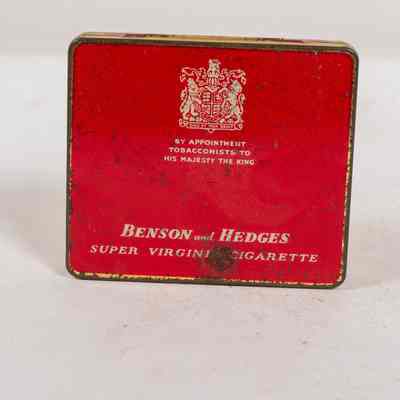 BY APPOINTMENT
TOBACCONISTS TO
HIS MAJESTY THE KING
BENSON and HEDGES
SUPER VIRGINIA CIGARETTE